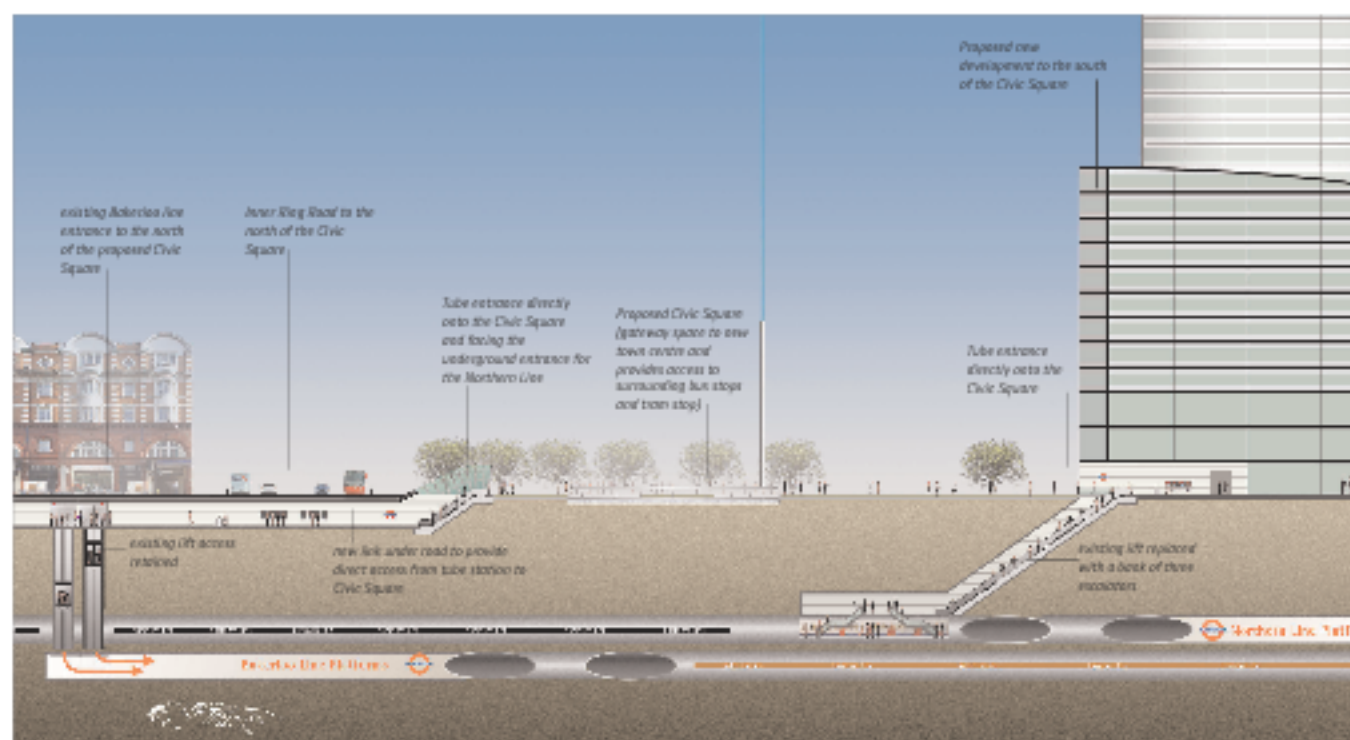 Proposed new
development to the south
of the Civic Square
existing Bakerloo line
entrance to the north
of the proposed Civic
Square
Inner Ring Road to the
north of the Civic
Square
Tube entrance directly
onto the Civic Square
and facing the
underground entrance for
the Northern Line
Proposed Civic Square
(gateway space to new
town centre and
provides access to
surrounding bus stops
and tram stop)
Tube entrance
directly onto the
Civic Square
existing lift access
retained
new link under road to provide
direct access from tube station to
Civic Square
existing lift replaced
with a bank of three
escalators
Northern Line
Bakerloo Line Platforms